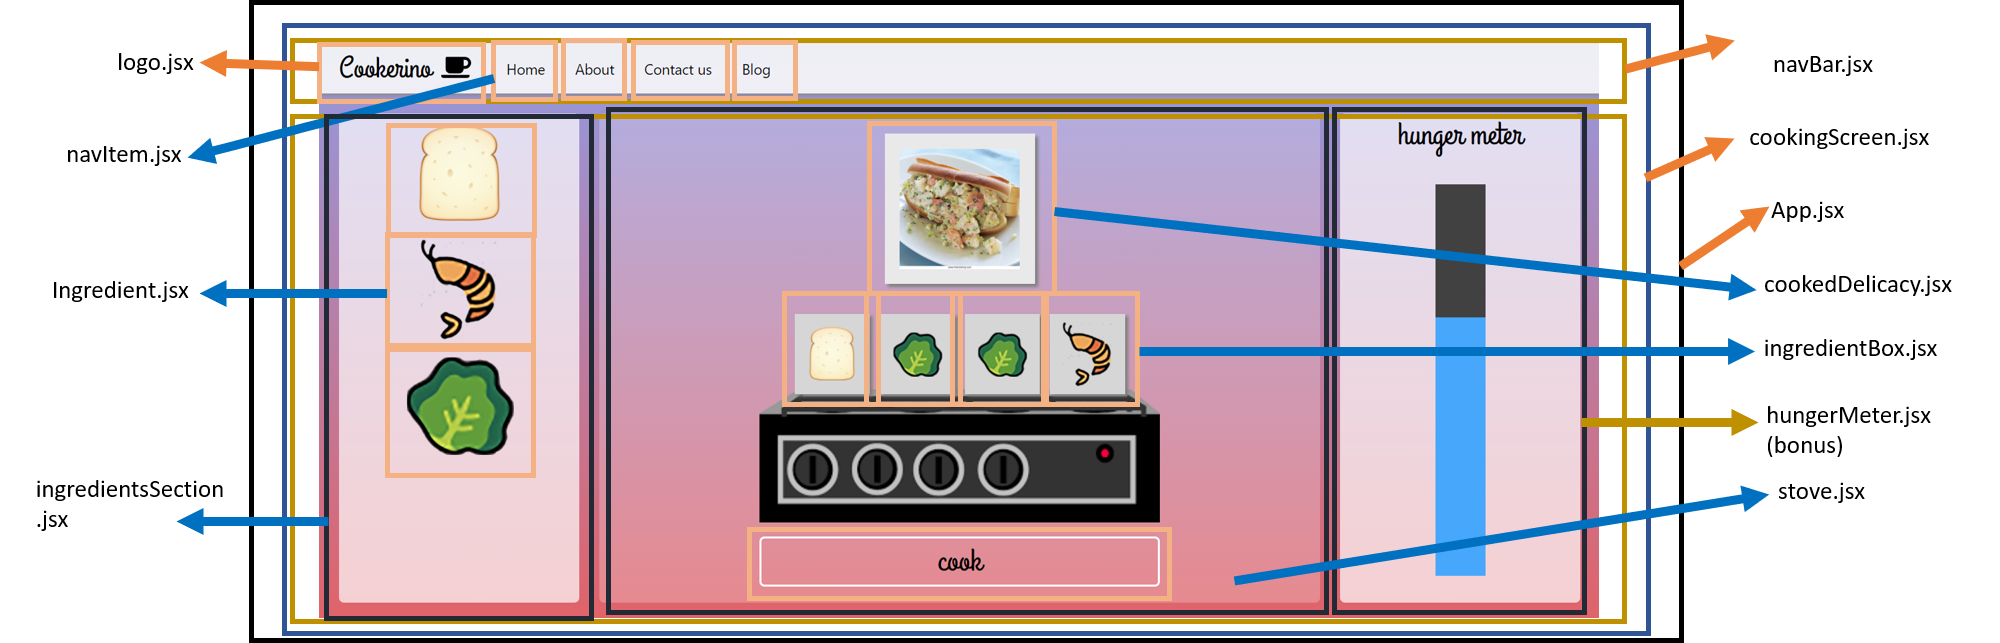 logo.jsx
Cookerino
Home
About
Contact us
Blog
navBar.jsx
navItem.jsx
hunger meter
cookingScreen.jsx
App.jsx
Ingredient.jsx
cookedDelicacy.jsx
ingredientBox.jsx
hungerMeter.jsx
(bonus)
ingredientsSection
.jsx
stove.jsx
cook